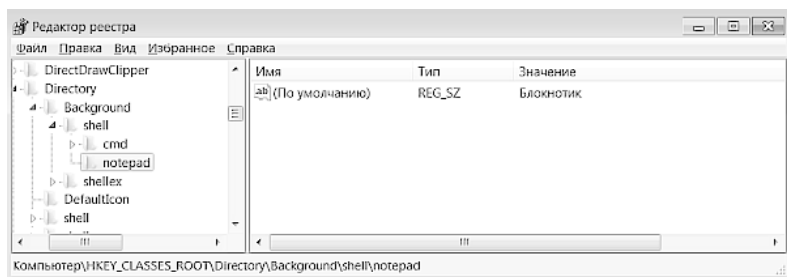 Редактор реестра
Файл Правка Вид Избранное Справка
DirectDrawClipper
Directory
Background
shell
cmd
notepad
shellex
DefaultIcon
shell
Имя Тип Значение
ab (По умолчанию) REG_SZ Блокнотик
Компьютер\HKEY_CLASSES_ROOT\Directory\Background\shell\notepad